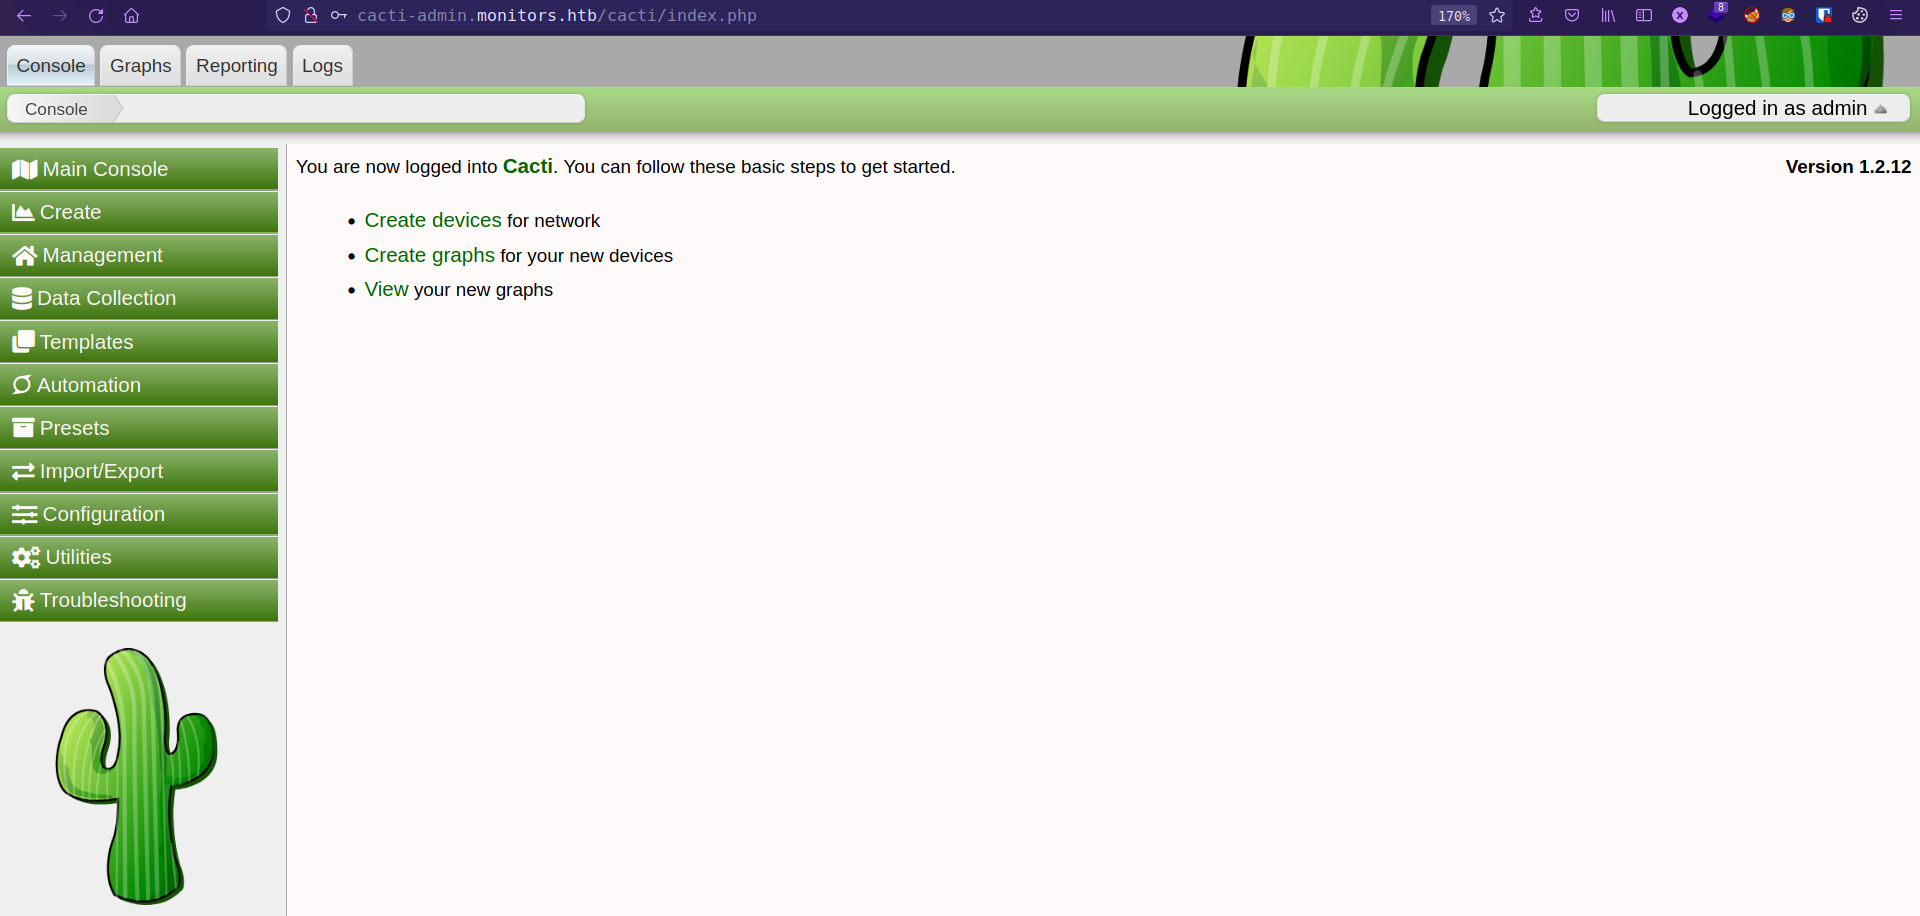 cacti-admin.monitors.htb/cacti/index.php 170% 8
Console Graphs Reporting Logs
Console Logged in as admin
Main Console
Create
Management
Data Collection
Templates
Automation
Presets
Import/Export
Configuration
Utilities
Troubleshooting
You are now logged into Cacti. You can follow these basic steps to get started. Version 1.2.12
• Create devices for network
• Create graphs for your new devices
• View your new graphs